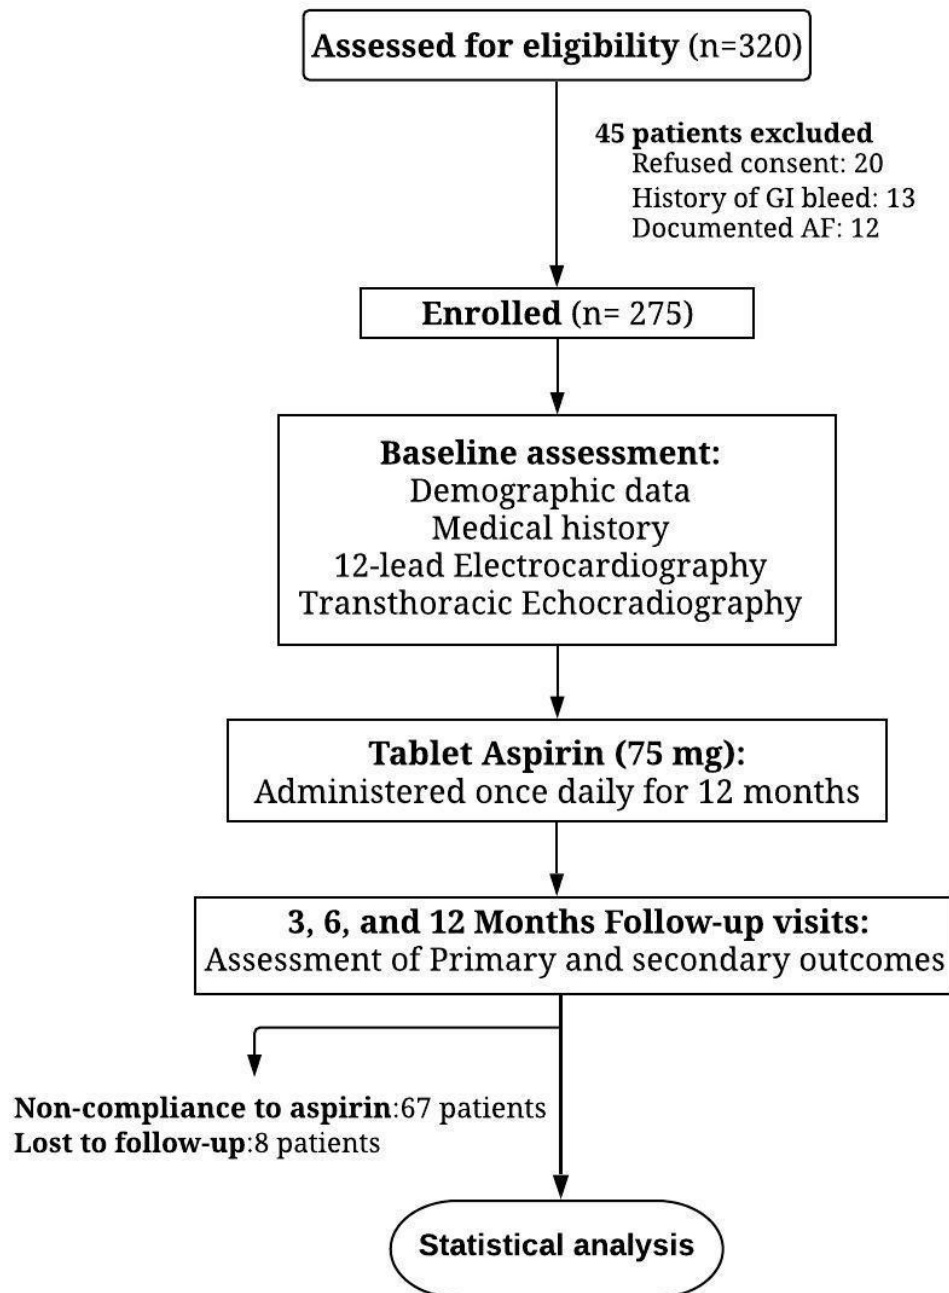 Assessed for eligibility (n=320)
45 patients excluded
Refused consent: 20
History of GI bleed: 13
Documented AF: 12
Enrolled (n= 275)
Baseline assessment:
Demographic data
Medical history
12-lead Electrocardiography
Transthoracic Echocradiography
Tablet Aspirin (75 mg):
Administered once daily for 12 months
3, 6, and 12 Months Follow-up visits:
Assessment of Primary and secondary outcomes
Non-compliance to aspirin:67 patients
Lost to follow-up:8 patients
Statistical analysis